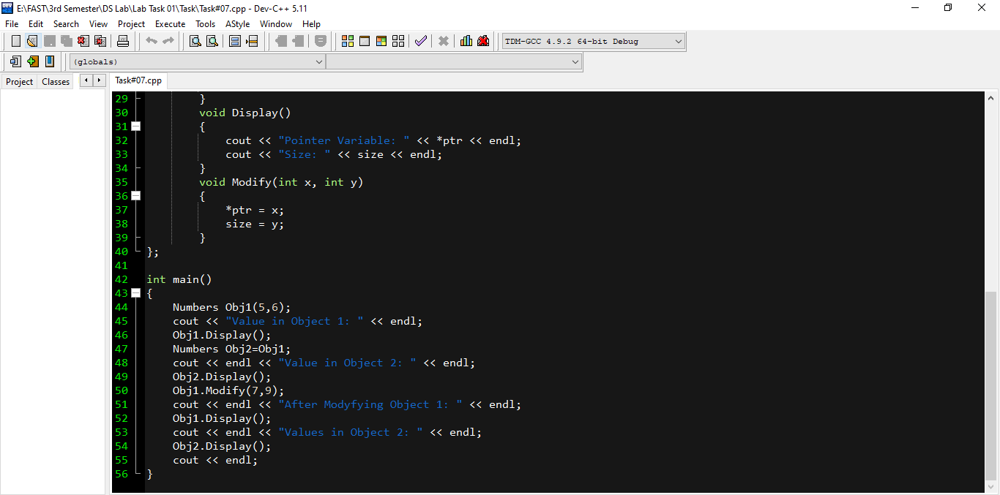 E:\FAST\3rd Semester\DS Lab\Lab Task 01\Task\Task#07.cpp - Dev-C++ 5.11
File Edit Search View Project Execute Tools AStyle Window Help
TDM-GCC 4.9.2 64-bit Debug
(globals)
Project Classes Task#07.cpp
29 }
30 void Display()
31 {
32 cout << "Pointer Variable: " << *ptr << endl;
33 cout << "Size: " << size << endl;
34 }
35 void Modify(int x, int y)
36 {
37 *ptr = x;
38 size = y;
39 }
40 };
41
42 int main()
43 {
44 Numbers Obj1(5,6);
45 cout << "Value in Object 1: " << endl;
46 Obj1.Display();
47 Numbers Obj2=Obj1;
48 cout << endl << "Value in Object 2: " << endl;
49 Obj2.Display();
50 Obj1.Modify(7,9);
51 cout << endl << "After Modyfying Object 1: " << endl;
52 Obj1.Display();
53 cout << endl << "Values in Object 2: " << endl;
54 Obj2.Display();
55 cout << endl;
56 }